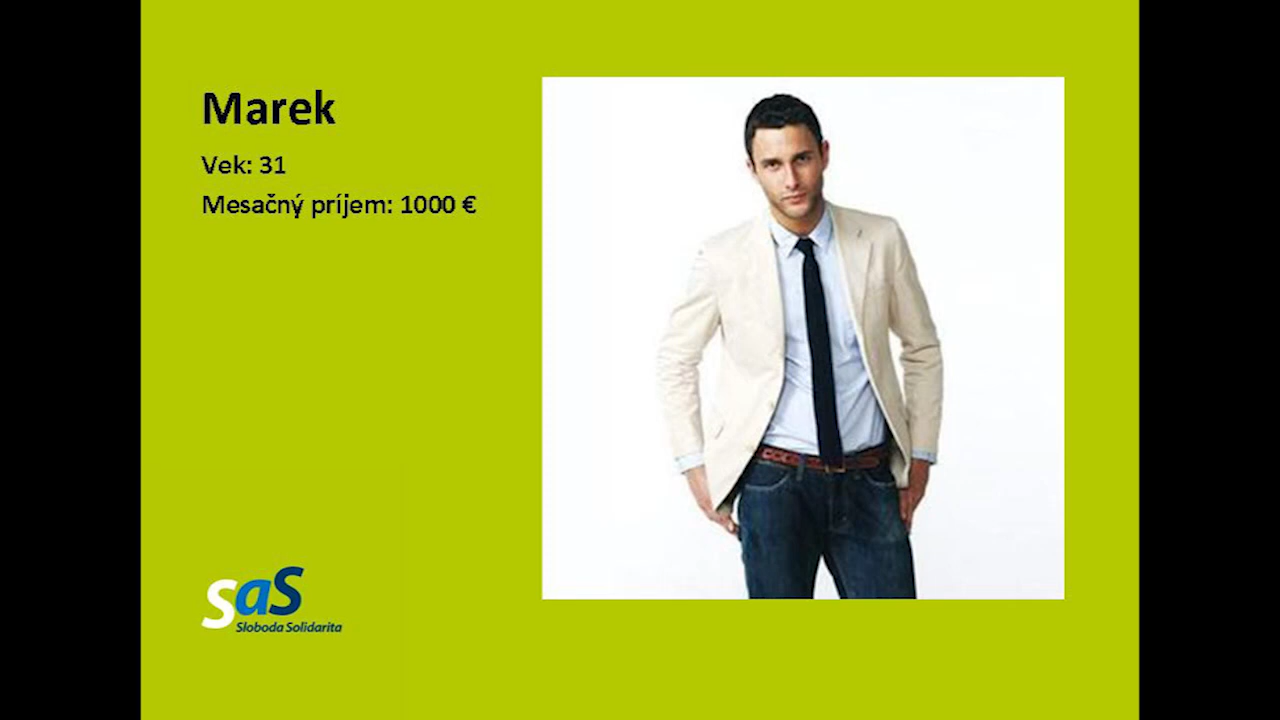 Marek
Vek: 31
Mesačný príjem: 1000 €
SaS
Sloboda Solidarita